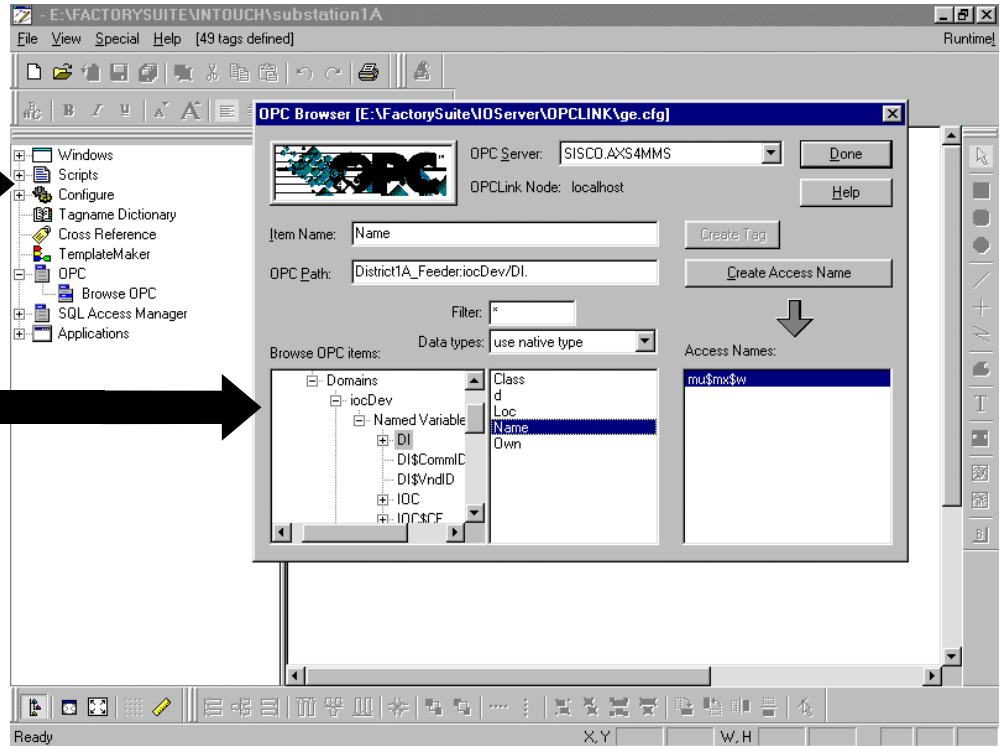 - E:\FACTORYSUITE\INTOUCH\substation1A
File View Special Help [49 tags defined] Runtime!
Windows
Scripts
Configure
Tagname Dictionary
Cross Reference
TemplateMaker
OPC
Browse OPC
SQL Access Manager
Applications
OPC Browser [E:\FactorySuite\IOServer\OPCLINK\ge.cfg]
OPC
OPC Server: SISCO.AXS4MMS
Done
OPCLink Node: localhost
Help
Item Name: Name
Create Tag
OPC Path: District1A_Feeder:iocDev/DI.
Create Access Name
Filter: *
Data types: use native type
Browse OPC items:
Access Names:
Domains
iocDev
Named Variable
DI
DI$CommID
DI$VndID
IOC
IOC$CF
Class
d
Loc
Name
Own
mu$mx$w
Ready X, Y W, H